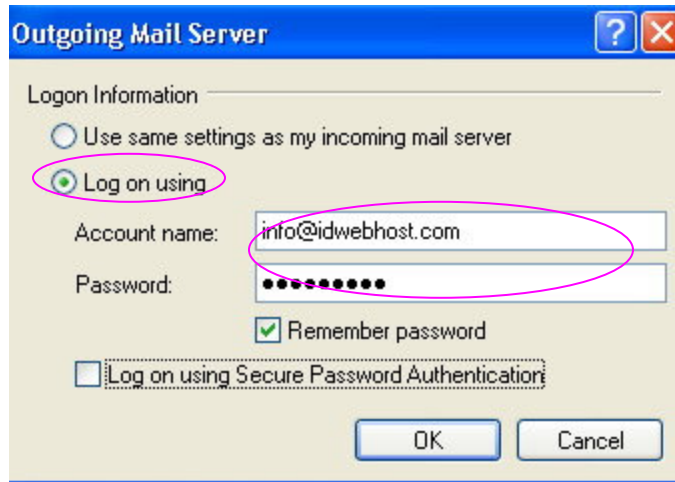 Outgoing Mail Server
Logon Information
Use same settings as my incoming mail server
Log on using
Account name: info@idwebhost.com
Password: •••••••••
Remember password
Log on using Secure Password Authentication
OK Cancel